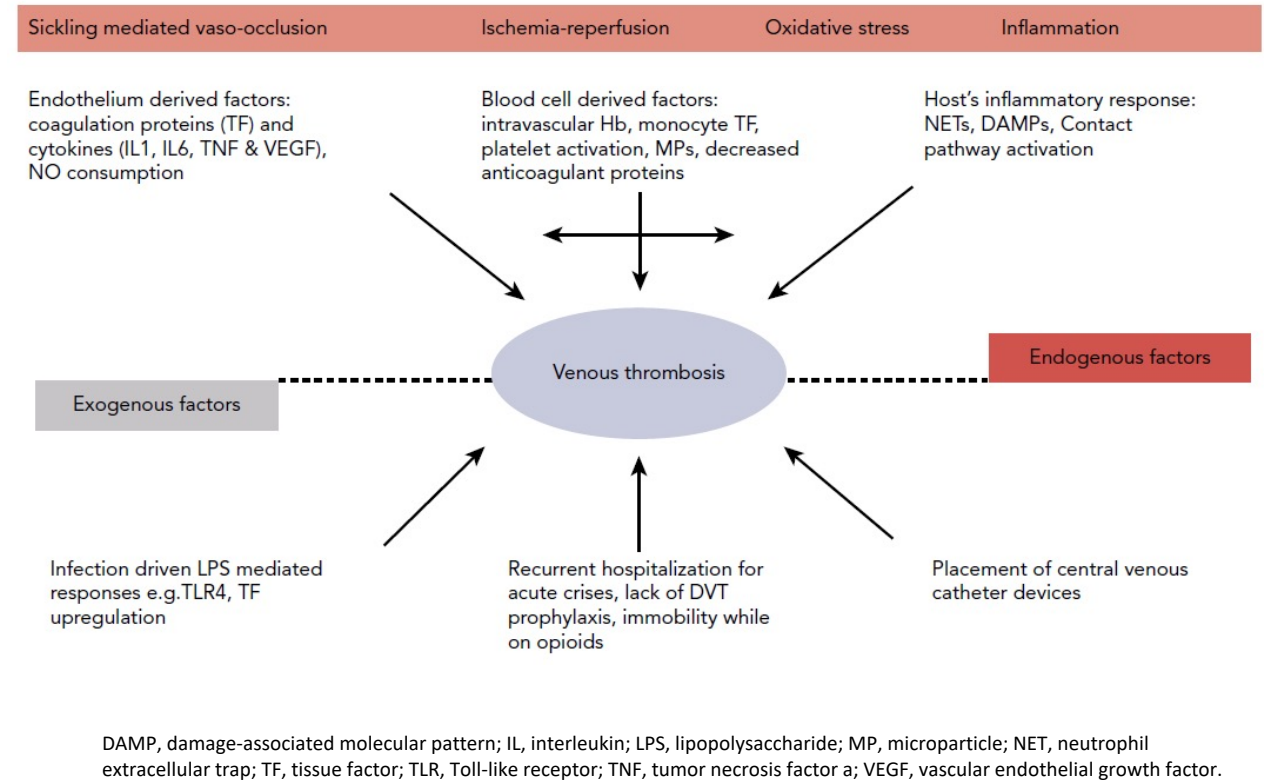 Sickling mediated vaso-occlusion
Ischemia-reperfusion
Oxidative stress
Inflammation
Endothelium derived factors:
coagulation proteins (TF) and
cytokines (IL1, IL6, TNF & VEGF),
NO consumption
Blood cell derived factors:
intravascular Hb, monocyte TF,
platelet activation, MPs, decreased
anticoagulant proteins
Host’s inflammatory response:
NETs, DAMPs, Contact
pathway activation
Venous thrombosis
Endogenous factors
Exogenous factors
Infection driven LPS mediated
responses e.g.TLR4, TF
upregulation
Recurrent hospitalization for
acute crises, lack of DVT
prophylaxis, immobility while
on opioids
Placement of central venous
catheter devices
DAMP, damage-associated molecular pattern; IL, interleukin; LPS, lipopolysaccharide; MP, microparticle; NET, neutrophil
extracellular trap; TF, tissue factor; TLR, Toll-like receptor; TNF, tumor necrosis factor a; VEGF, vascular endothelial growth factor.